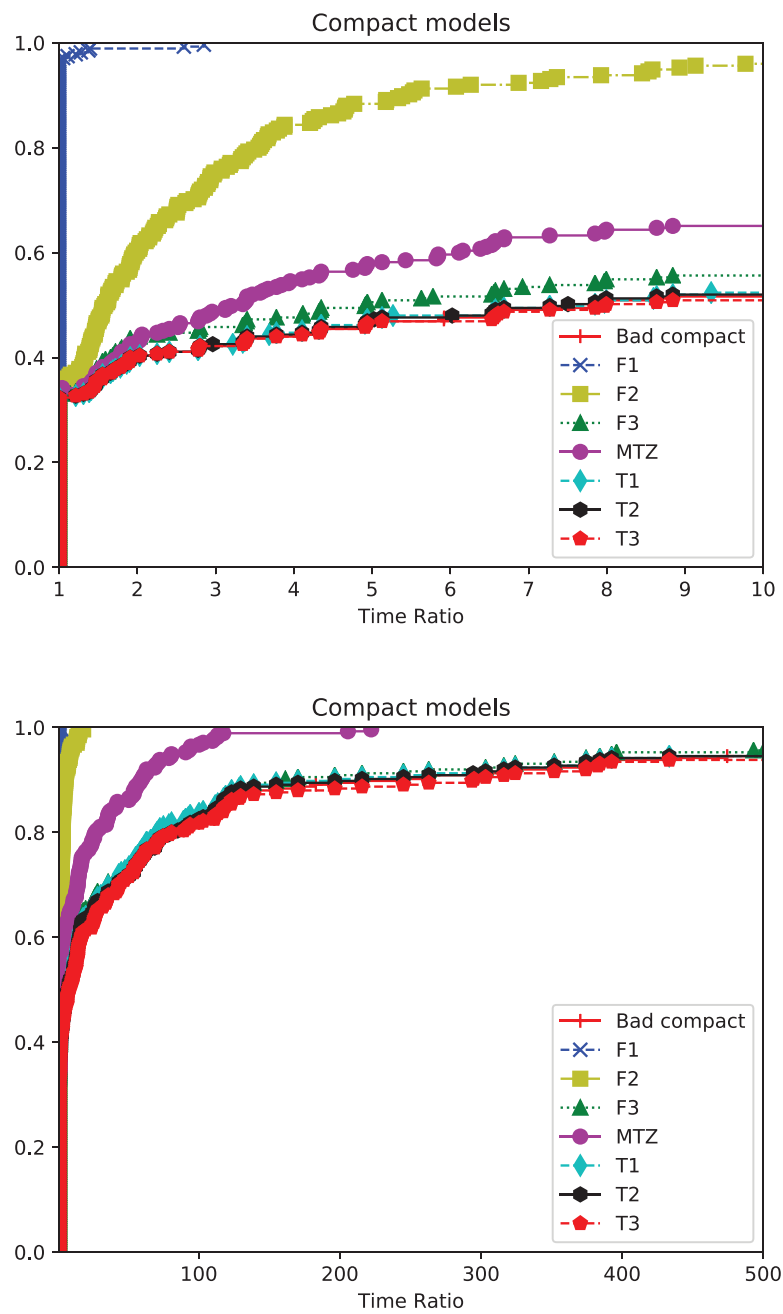 Compact models
1.0
0.8
0.6
0.4
0.2
0.0
Bad compact
F1
F2
F3
MTZ
T1
T2
T3
1 2 3 4 5 6 7 8 9 10
Time Ratio
Compact models
1.0
0.8
0.6
0.4
0.2
0.0
Bad compact
F1
F2
F3
MTZ
T1
T2
T3
100 200 300 400 500
Time Ratio